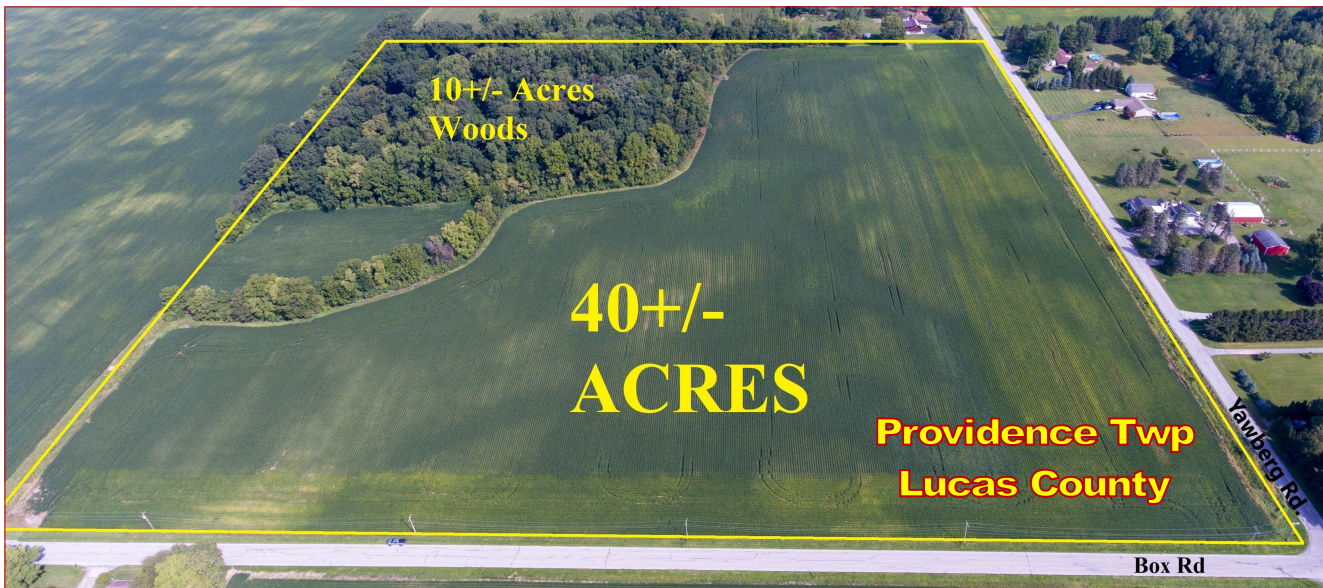 10+/- Acres
Woods
40+/-
ACRES
Providence Twp
Lucas County
Yawberg Rd.
Box Rd